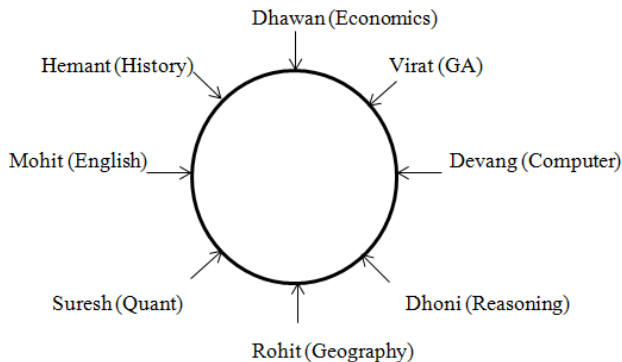 Dhawan (Economics)
Hemant (History)
Virat (GA)
Mohit (English)
Devang (Computer)
Suresh (Quant)
Dhoni (Reasoning)
Rohit (Geography)